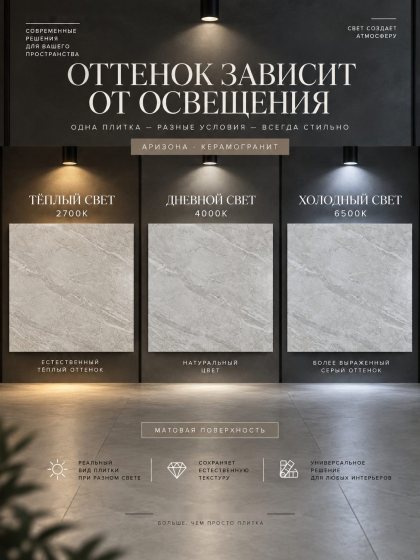 СОВРЕМЕННЫЕ
РЕШЕНИЯ
ДЛЯ ВАШЕГО
ПРОСТРАНСТВА
СВЕТ СОЗДАЕТ
АТМОСФЕРУ
ОТТЕНОК ЗАВИСИТ
ОТ ОСВЕЩЕНИЯ
ОДНА ПЛИТКА — РАЗНЫЕ УСЛОВИЯ — ВСЕГДА СТИЛЬНО
АРИЗОНА · КЕРАМОГРАНИТ
ТЁПЛЫЙ СВЕТ
2700K
ДНЕВНОЙ СВЕТ
4000K
ХОЛОДНЫЙ СВЕТ
6500K
ЕСТЕСТВЕННЫЙ
ТЁПЛЫЙ ОТТЕНОК
НАТУРАЛЬНЫЙ
ЦВЕТ
БОЛЕЕ ВЫРАЖЕННЫЙ
СЕРЫЙ ОТТЕНОК
МАТОВАЯ ПОВЕРХНОСТЬ
РЕАЛЬНЫЙ
ВИД ПЛИТКИ
ПРИ РАЗНОМ СВЕТЕ
СОХРАНЯЕТ
ЕСТЕСТВЕННУЮ
ТЕКСТУРУ
УНИВЕРСАЛЬНОЕ
РЕШЕНИЕ
ДЛЯ ЛЮБЫХ ИНТЕРЬЕРОВ
БОЛЬШЕ, ЧЕМ ПРОСТО ПЛИТКА